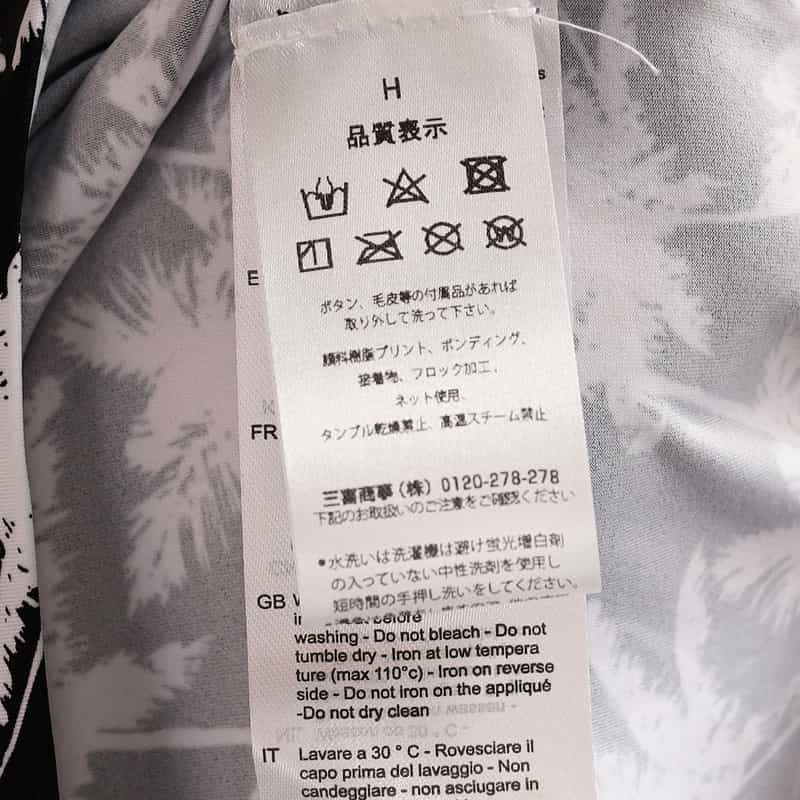 H
品質表示
ボタン、毛皮等の付属品があれば
取り外して洗って下さい。
顔料樹脂プリント、ボンディング、
接着物、フロック加工、
ネット使用、
タンブル乾燥禁止、高温スチーム禁止
三喜商事（株）0120-278-278
下記のお取扱いのご注意をご確認ください
•水洗いは洗濯機は避け蛍光増白剤
の入っていない中性洗剤を使用し
短時間の手押し洗いをしてください。
E
FR
GB
before
washing - Do not bleach - Do not
tumble dry - Iron at low tempera
ture (max 110°c) - Iron on reverse
side - Do not iron on the appliqué
-Do not dry clean
IT Lavare a 30 ° C - Rovesciare il
capo prima del lavaggio - Non
candeggiare - non asciugare in